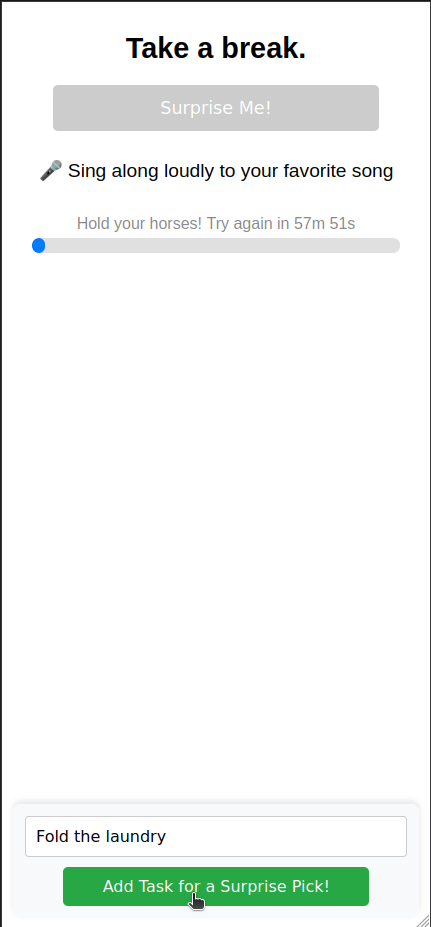 Take a break.
Surprise Me!
🎤 Sing along loudly to your favorite song
Hold your horses! Try again in 57m 51s
Fold the laundry
Add Task for a Surprise Pick!